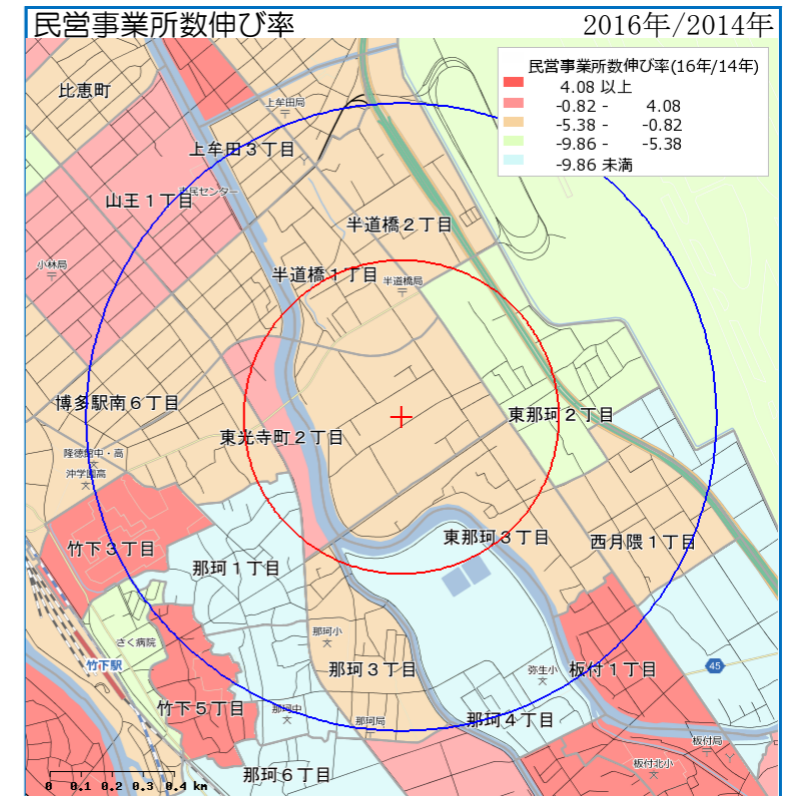 民営事業所数伸び率 2016年/2014年
民営事業所数伸び率(16年/14年)
4.08 以上
-0.82 - 4.08
-5.38 - -0.82
-9.86 - -5.38
-9.86 未満
比恵町
上牟田局
上牟田3丁目
山王1丁目
半道橋2丁目
小林局
半道橋1丁目
半道橋局
博多駅南6丁目
東那珂2丁目
東光寺町2丁目
沖学園高
東那珂3丁目
西月隈1丁目
竹下3丁目
那珂1丁目
那珂小
さく病院
竹下駅
那珂3丁目
弥生小
板付1丁目
45
竹下5丁目
那珂中
那珂局
那珂4丁目
板付局
板付北小
那珂6丁目
0 0.1 0.2 0.3 0.4 km